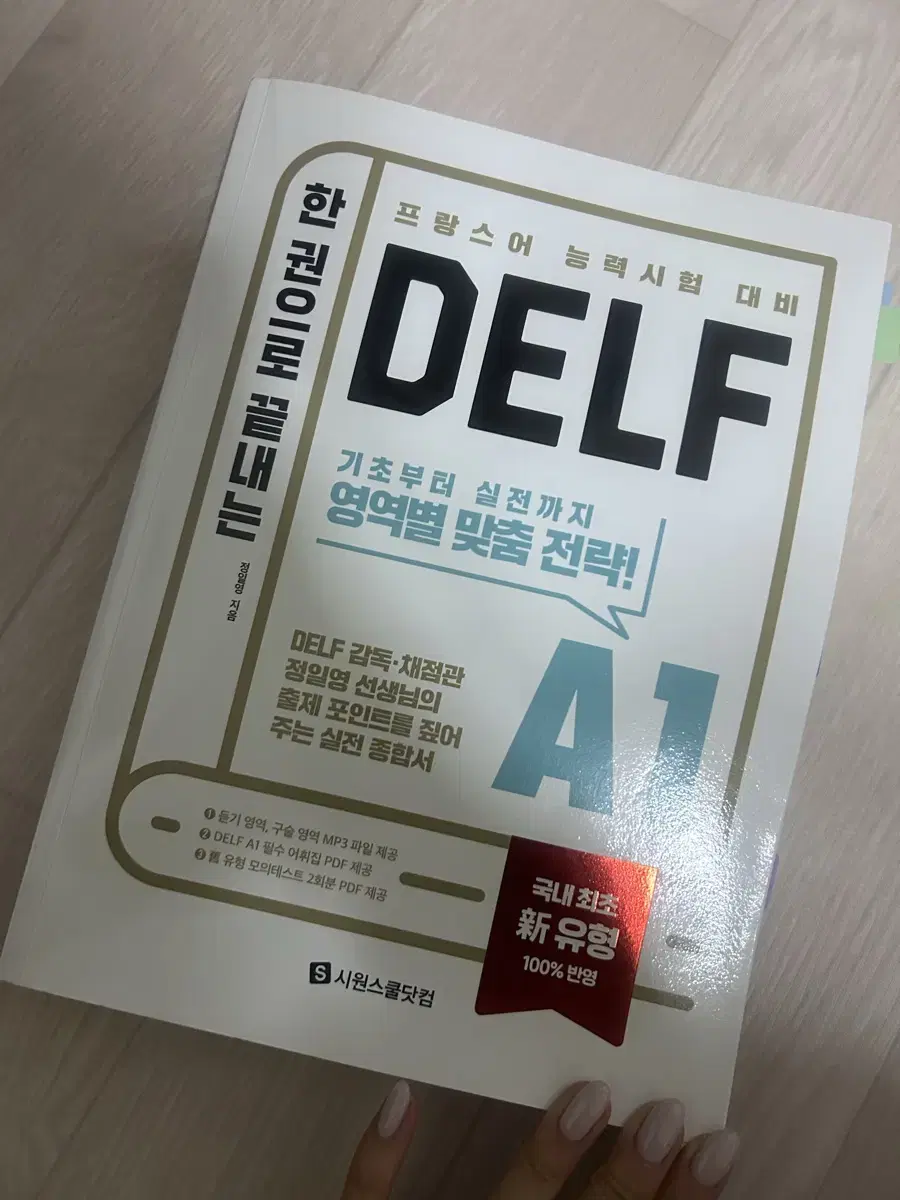 한 권으로 끝내는
정일영 지음
프랑스어 능력시험 대비
DELF
기초부터 실전까지
영역별 맞춤 전략!
A1
DELF 감독·채점관
정일영 선생님의
출제 포인트를 짚어
주는 실전 종합서
❶ 듣기 영역, 구술 영역 MP3 파일 제공
❷ DELF A1 필수 어휘집 PDF 제공
❸ 舊 유형 모의테스트 2회분 PDF 제공
국내 최초
新 유형
100% 반영
S 시원스쿨닷컴